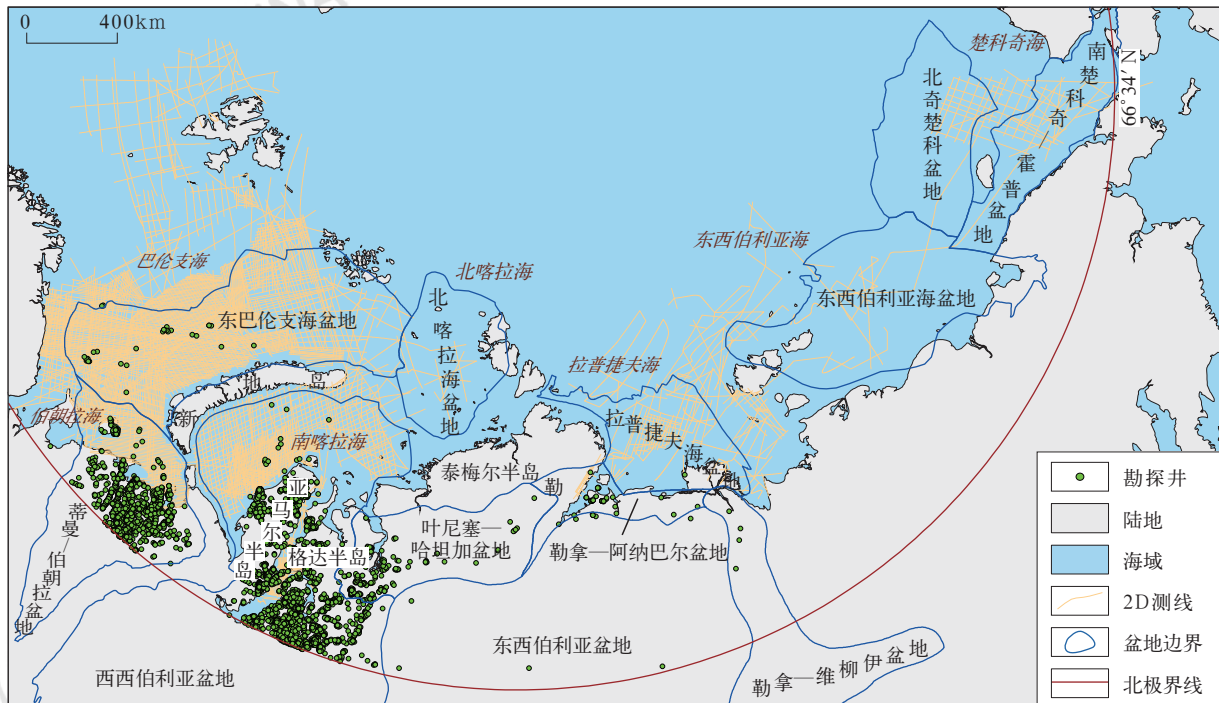 0 400km
楚科奇海
66°34′ N
南楚科奇—霍普盆地
北奇楚科盆地
东西伯利亚海
巴伦支海
北喀拉海
东西伯利亚海盆地
东巴伦支海盆地
北喀拉海盆地
拉普捷夫海
新地岛
伯朝拉海
南喀拉海
拉普捷夫海盆地
泰梅尔半岛
亚马尔半岛
勒
叶尼塞—
哈坦加盆地
格达半岛
勒拿—阿纳巴尔盆地
蒂曼—伯朝拉盆地
东西伯利亚盆地
西西伯利亚盆地
勒拿—维柳伊盆地
勘探井
陆地
海域
2D测线
盆地边界
北极界线